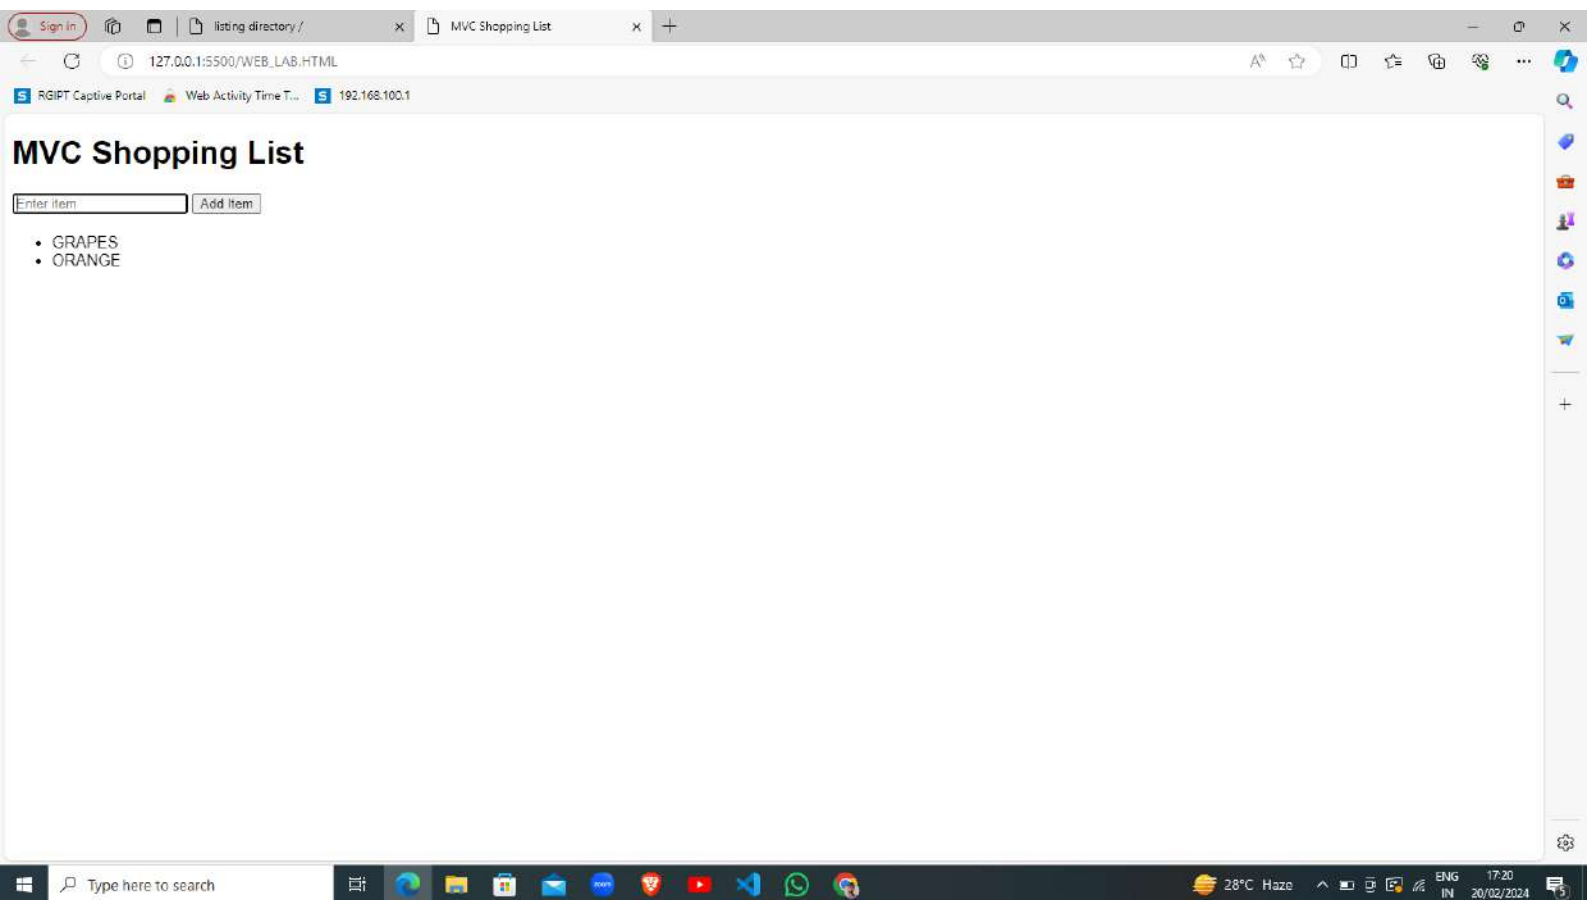 Sign in
listing directory /
MVC Shopping List
127.0.0.1:5500/WEB_LAB.HTML
RGIPT Captive Portal
Web Activity Time T...
192.168.100.1
MVC Shopping List
Enter item
Add Item
• GRAPES
• ORANGE
Type here to search
28°C Haze
ENG
IN
17:20
20/02/2024